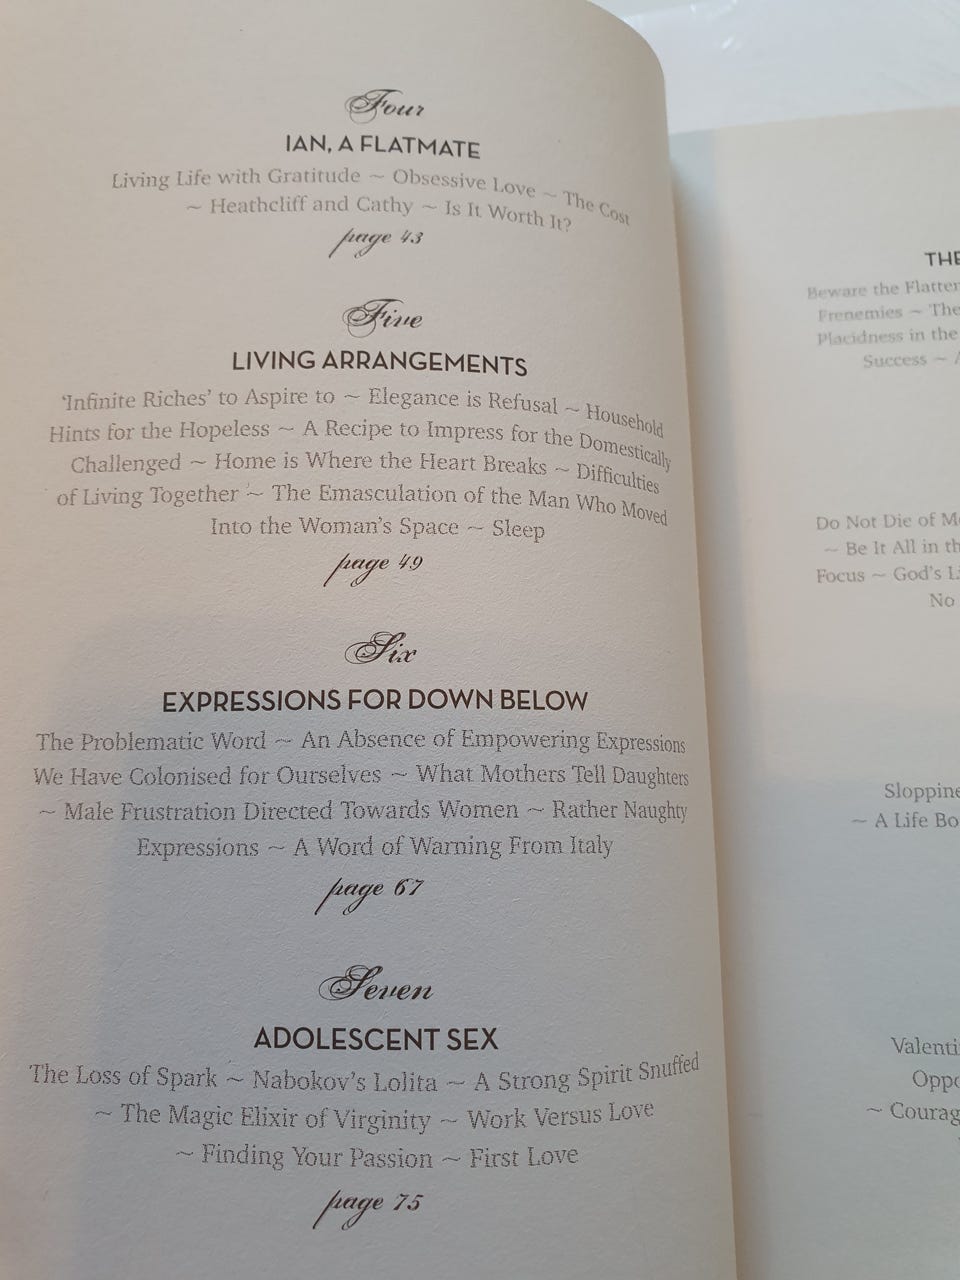 Four
IAN, A FLATMATE
Living Life with Gratitude ~ Obsessive Love ~ The Cost
~ Heathcliff and Cathy ~ Is It Worth It?
page 43
Five
LIVING ARRANGEMENTS
'Infinite Riches' to Aspire to ~ Elegance is Refusal ~ Household
Hints for the Hopeless ~ A Recipe to Impress for the Domestically
Challenged ~ Home is Where the Heart Breaks ~ Difficulties
of Living Together ~ The Emasculation of the Man Who Moved
Into the Woman's Space ~ Sleep
page 49
Six
EXPRESSIONS FOR DOWN BELOW
The Problematic Word ~ An Absence of Empowering Expressions
We Have Colonised for Ourselves ~ What Mothers Tell Daughters
~ Male Frustration Directed Towards Women ~ Rather Naughty
Expressions ~ A Word of Warning From Italy
page 67
Seven
ADOLESCENT SEX
The Loss of Spark ~ Nabokov's Lolita ~ A Strong Spirit Snuffed
~ The Magic Elixir of Virginity ~ Work Versus Love
~ Finding Your Passion ~ First Love
page 75
THE
Beware the Flatter
Frenemies ~ The
Placidness in the
Success ~
Do Not Die of
~ Be It All in th
Focus ~ God's
No
Sloppine
~ A Life Bo
Valenti
Oppo
~ Courag